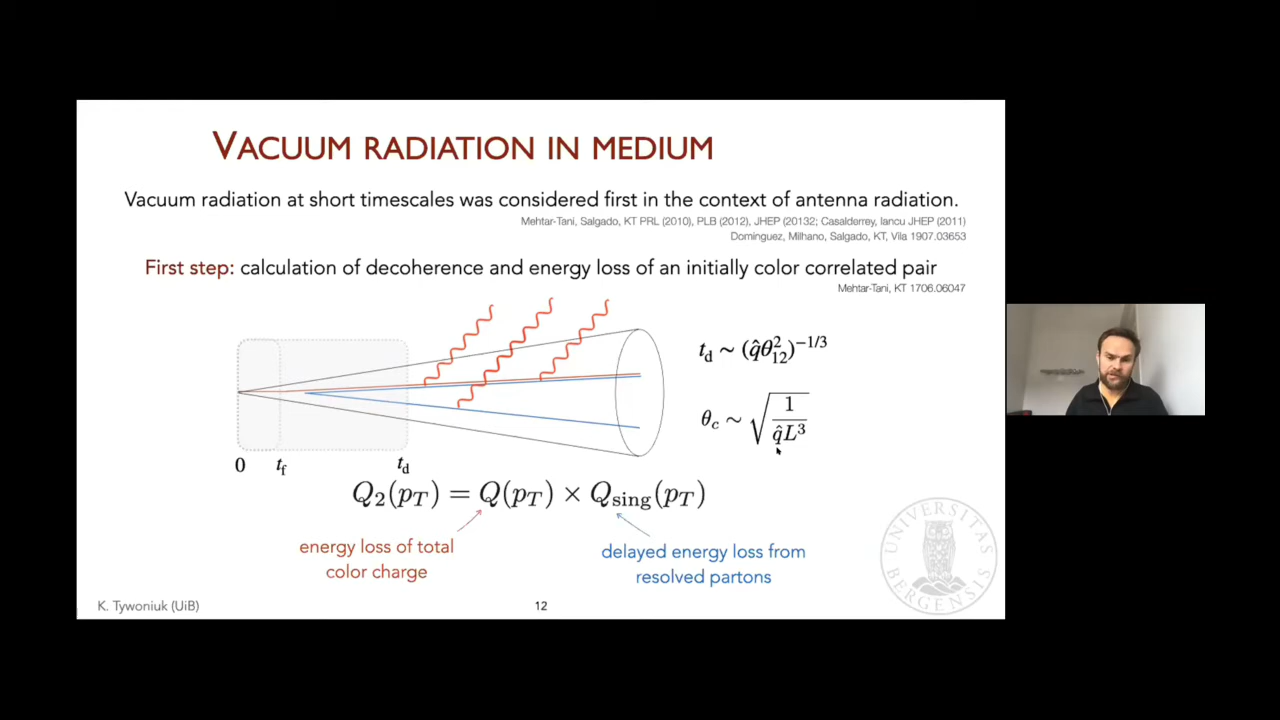 VACUUM RADIATION IN MEDIUM
Vacuum radiation at short timescales was considered first in the context of antenna radiation.
Mehtar-Tani, Salgado, KT PRL (2010), PLB (2012), JHEP (20132; Casalderrey, Iancu JHEP (2011)
Dominguez, Milhano, Salgado, KT, Vila 1907.03653
First step: calculation of decoherence and energy loss of an initially color correlated pair
Mehtar-Tani, KT 1706.06047
t_d ~ (q̂θ₁₂²)^{-1/3}
θ_c ~ √(1/(q̂L³))
0 t_f t_d
Q₂(p_T) = Q(p_T) × Q_sing(p_T)
energy loss of total
color charge
delayed energy loss from
resolved partons
UNIVERSITAS
BERGENSIS
K. Tywoniuk (UiB)
12